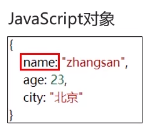 JavaScript对象
{
name: "zhangsan",
age: 23,
city: "北京"
}